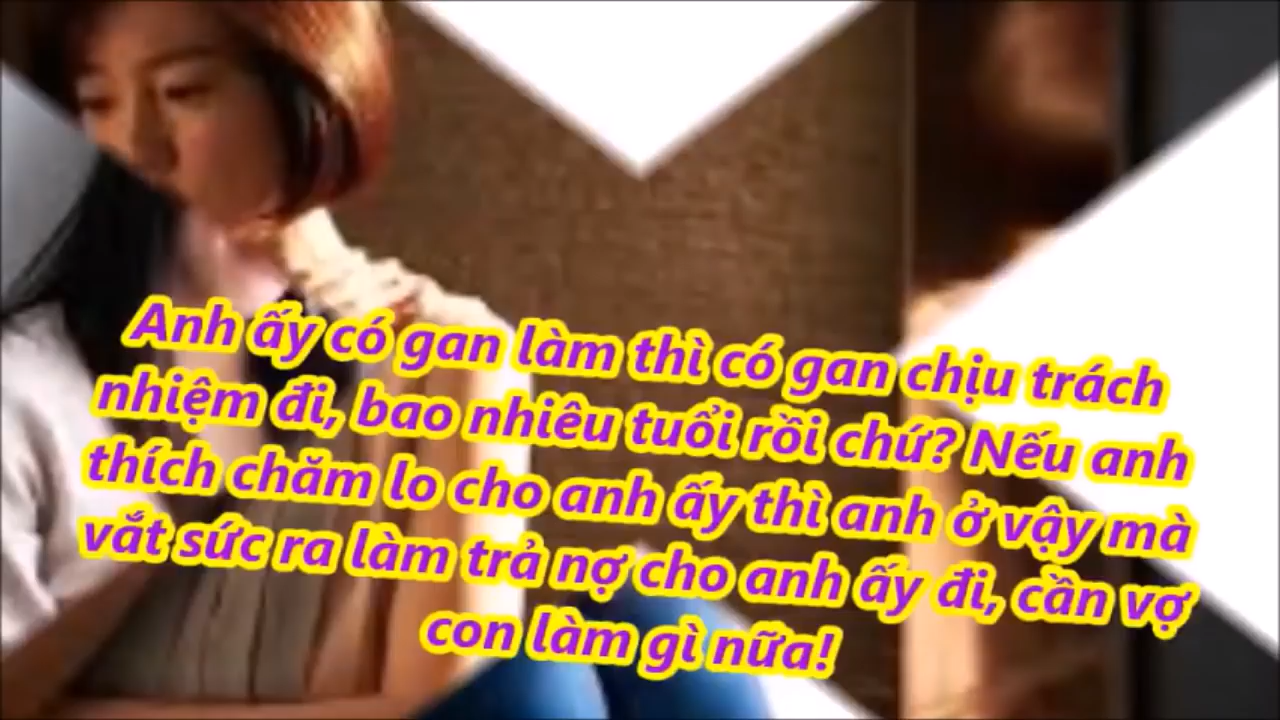 Anh ấy có gan làm thì có gan chịu trách
nhiệm đi, bao nhiêu tuổi rồi chứ? Nếu anh
thích chăm lo cho anh ấy thì anh ở vậy mà
vắt sức ra làm trả nợ cho anh ấy đi, cần vợ
con làm gì nữa!